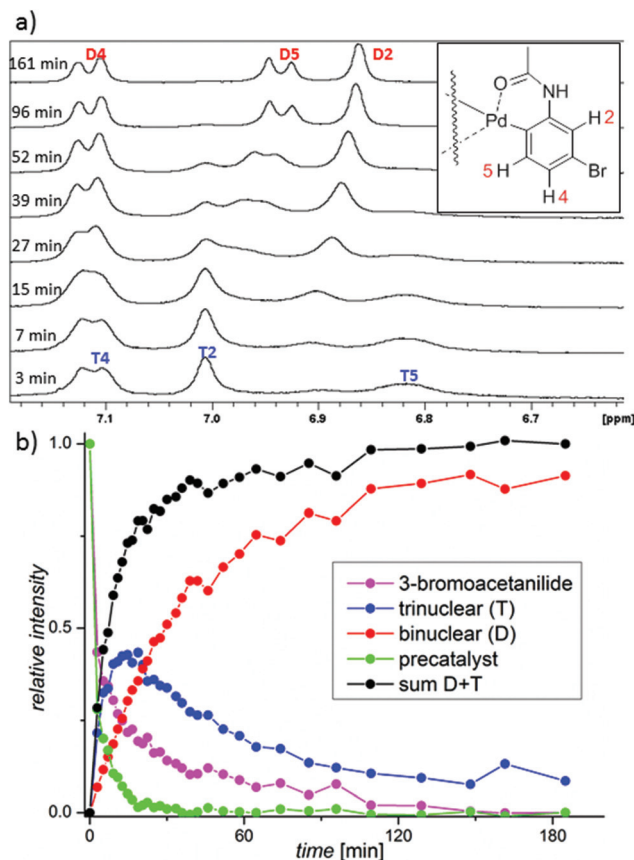 a)
D4 D5 D2
161 min
96 min
52 min
39 min
27 min
15 min
7 min
3 min
T4 T2 T5
O
NH
Pd
H 2
5 H
Br
H 4
7.1 7.0 6.9 6.8 6.7 [ppm]
b)
relative intensity
1.0
0.5
0.0
3-bromoacetanilide
trinuclear (T)
binuclear (D)
precatalyst
sum D+T
0 60 120 180
time [min]